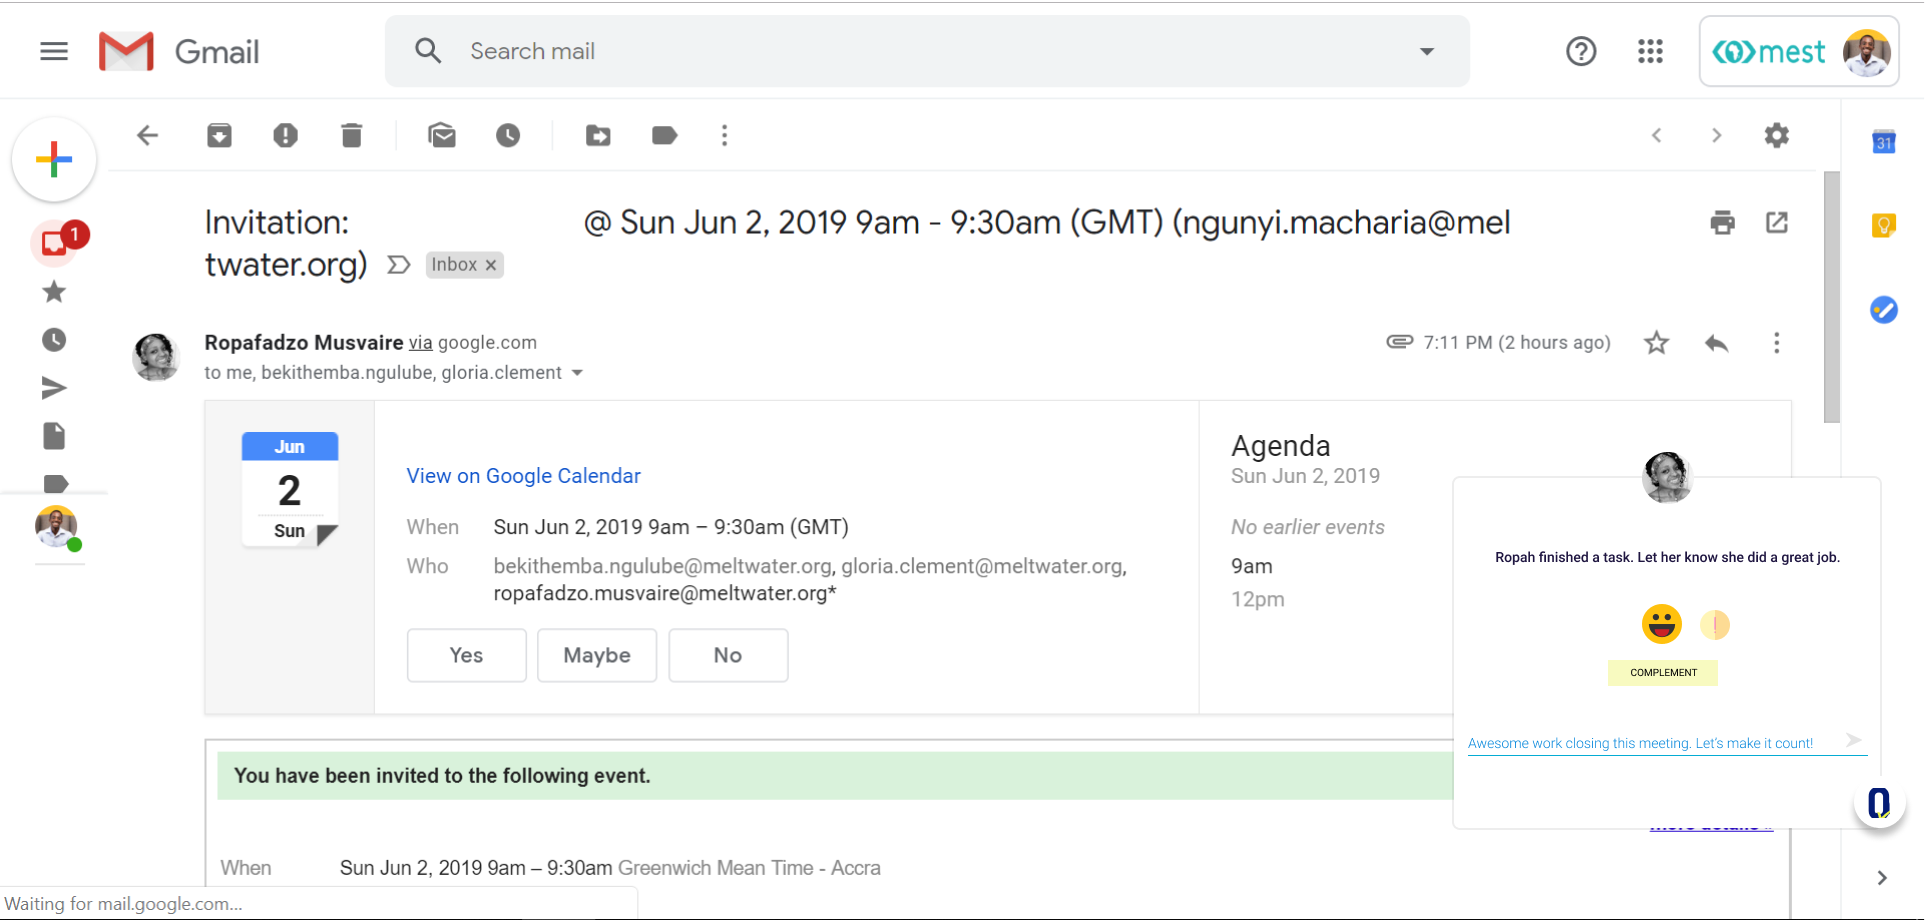 Gmail
Search mail
mest
31
1
Invitation: @ Sun Jun 2, 2019 9am - 9:30am (GMT) (ngunyi.macharia@mel
twater.org) Inbox ×
Ropafadzo Musvaire via google.com
7:11 PM (2 hours ago)
to me, bekithemba.ngulube, gloria.clement
Jun
2
Sun
View on Google Calendar
When Sun Jun 2, 2019 9am – 9:30am (GMT)
Who bekithemba.ngulube@meltwater.org, gloria.clement@meltwater.org,
ropafadzo.musvaire@meltwater.org*
Yes Maybe No
Agenda
Sun Jun 2, 2019
No earlier events
9am
12pm
Ropah finished a task. Let her know she did a great job.
COMPLEMENT
Awesome work closing this meeting. Let's make it count!
more details »
You have been invited to the following event.
When Sun Jun 2, 2019 9am – 9:30am Greenwich Mean Time - Accra
Waiting for mail.google.com...